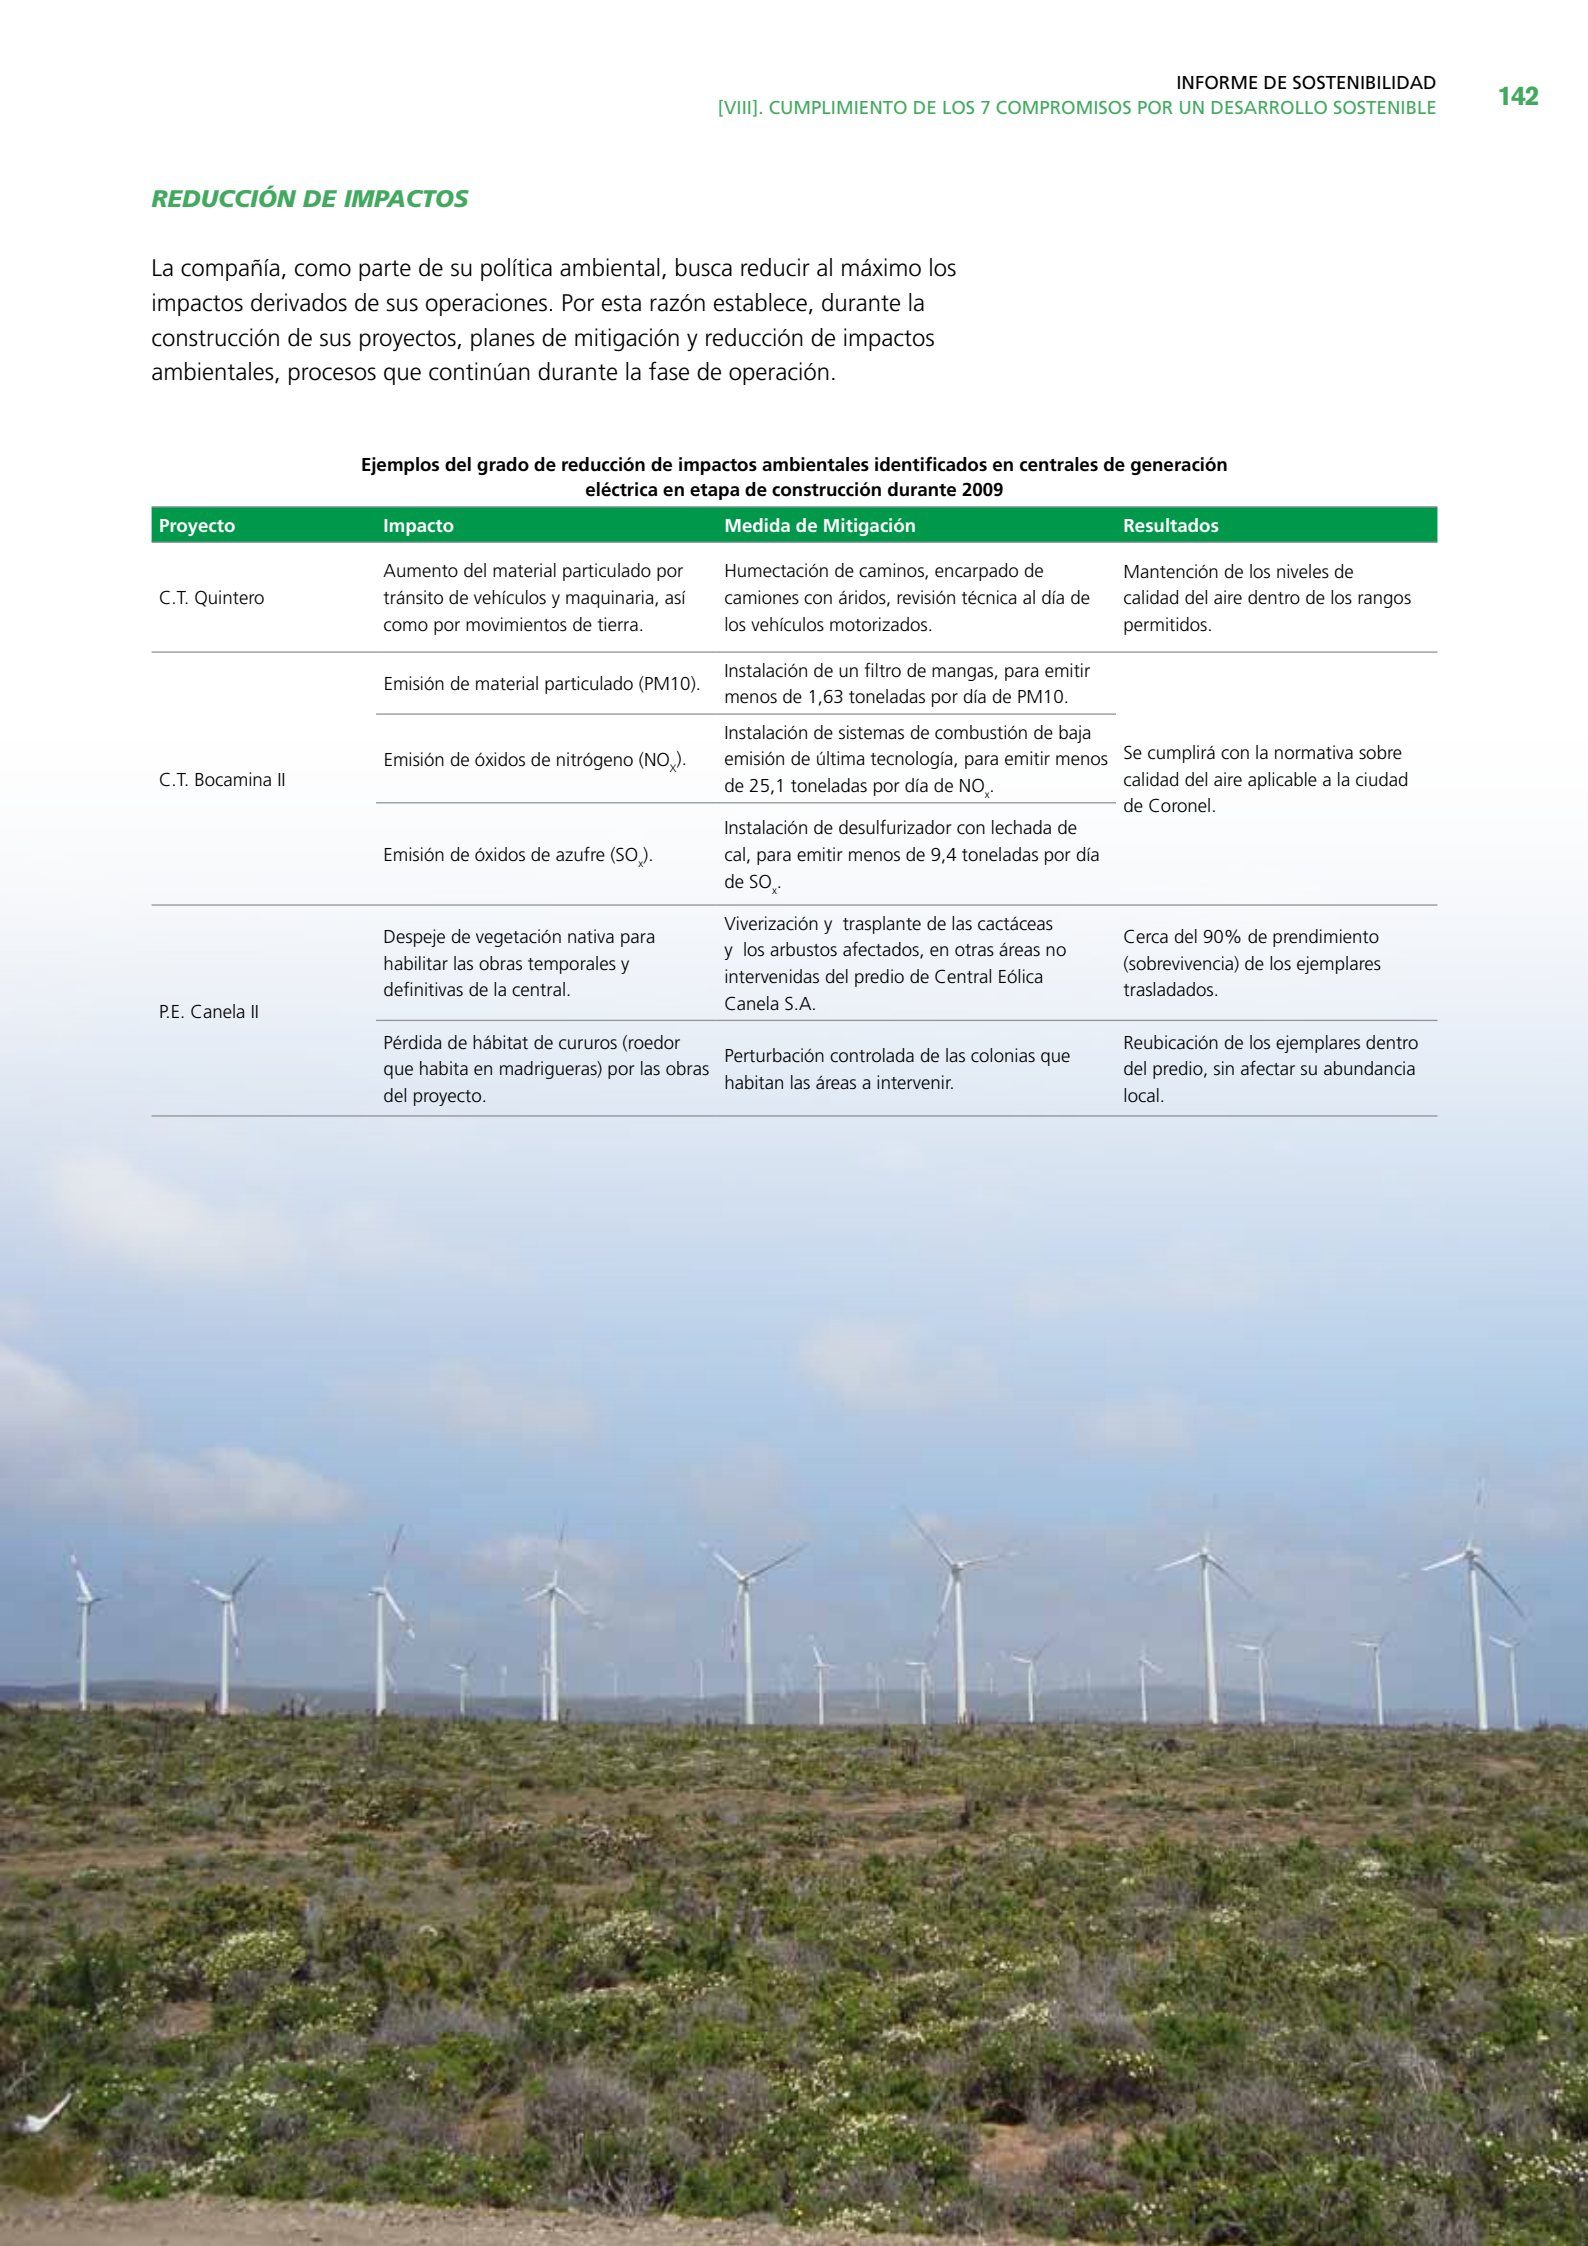 INFORME DE SOSTENIBILIDAD
[VIII]. CUMPLIMIENTO DE LOS 7 COMPROMISOS POR UN DESARROLLO SOSTENIBLE
142
REDUCCIÓN DE IMPACTOS
La compañía, como parte de su política ambiental, busca reducir al máximo los
impactos derivados de sus operaciones. Por esta razón establece, durante la
construcción de sus proyectos, planes de mitigación y reducción de impactos
ambientales, procesos que continúan durante la fase de operación.
Ejemplos del grado de reducción de impactos ambientales identificados en centrales de generación
eléctrica en etapa de construcción durante 2009
Proyecto Impacto Medida de Mitigación Resultados
C.T. Quintero
Aumento del material particulado por
tránsito de vehículos y maquinaria, así
como por movimientos de tierra.
Humectación de caminos, encarpado de
camiones con áridos, revisión técnica al día de
los vehículos motorizados.
Mantención de los niveles de
calidad del aire dentro de los rangos
permitidos.
C.T. Bocamina II
Emisión de material particulado (PM10).
Instalación de un filtro de mangas, para emitir
menos de 1,63 toneladas por día de PM10.
Emisión de óxidos de nitrógeno (NOX).
Instalación de sistemas de combustión de baja
emisión de última tecnología, para emitir menos
de 25,1 toneladas por día de NOx.
Emisión de óxidos de azufre (SOx).
Instalación de desulfurizador con lechada de
cal, para emitir menos de 9,4 toneladas por día
de SOx.
Se cumplirá con la normativa sobre
calidad del aire aplicable a la ciudad
de Coronel.
P.E. Canela II
Despeje de vegetación nativa para
habilitar las obras temporales y
definitivas de la central.
Viverización y trasplante de las cactáceas
y los arbustos afectados, en otras áreas no
intervenidas del predio de Central Eólica
Canela S.A.
Cerca del 90% de prendimiento
(sobrevivencia) de los ejemplares
trasladados.
Pérdida de hábitat de cururos (roedor
que habita en madrigueras) por las obras
del proyecto.
Perturbación controlada de las colonias que
habitan las áreas a intervenir.
Reubicación de los ejemplares dentro
del predio, sin afectar su abundancia
local.